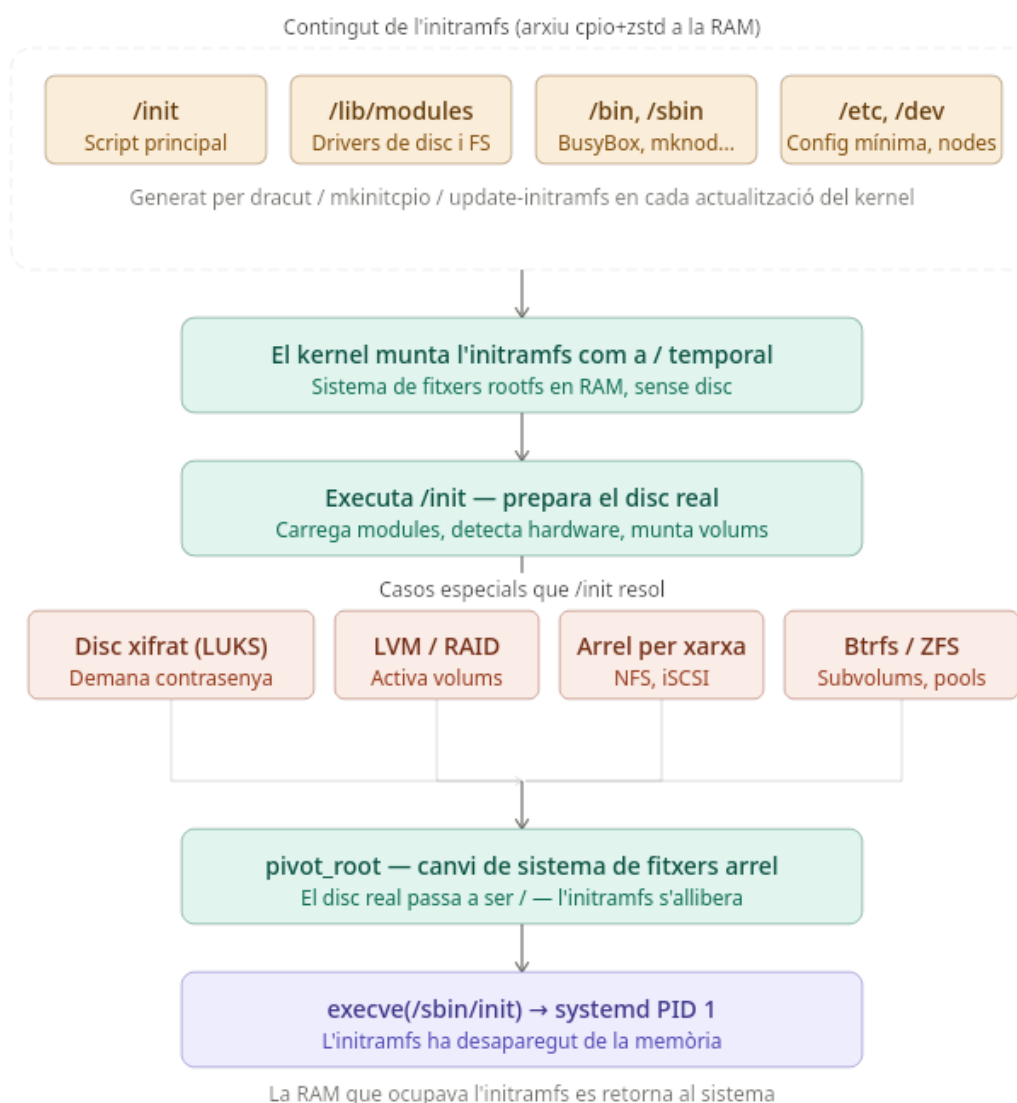 Contingut de l'initramfs (arxiu cpio+zstd a la RAM)
/init
Script principal
/lib/modules
Drivers de disc i FS
/bin, /sbin
BusyBox, mknod...
/etc, /dev
Config mínima, nodes
Generat per dracut / mkinitcpio / update-initramfs en cada actualització del kernel
El kernel munta l'initramfs com a / temporal
Sistema de fitxers rootfs en RAM, sense disc
Executa /init — prepara el disc real
Carrega modules, detecta hardware, munta volums
Casos especials que /init resol
Disc xifrat (LUKS)
Demana contrasenya
LVM / RAID
Activa volums
Arrel per xarxa
NFS, iSCSI
Btrfs / ZFS
Subvolums, pools
pivot_root — canvi de sistema de fitxers arrel
El disc real passa a ser / — l'initramfs s'allibera
execve(/sbin/init) → systemd PID 1
L'initramfs ha desaparegut de la memòria
La RAM que ocupava l'initramfs es retorna al sistema